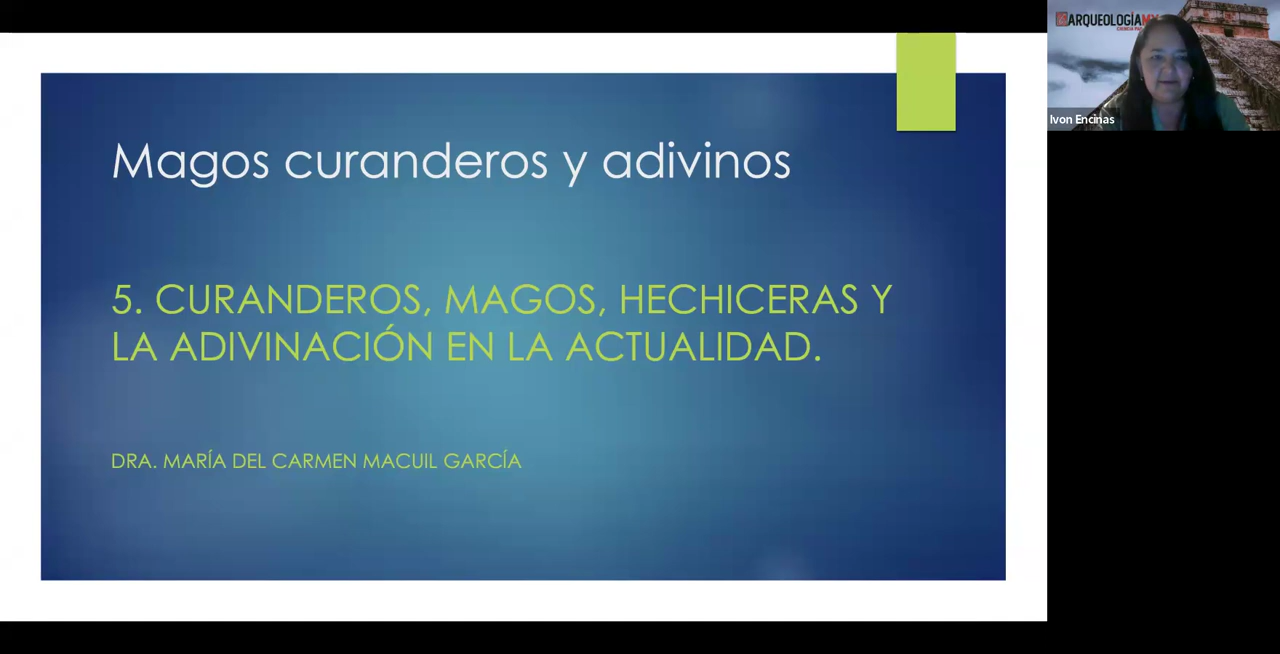 Magos curanderos y adivinos
5. CURANDEROS, MAGOS, HECHICERAS Y
LA ADIVINACIÓN EN LA ACTUALIDAD.
DRA. MARÍA DEL CARMEN MACUIL GARCÍA
ARQUEOLOGÍAMX
Ivon Encinas